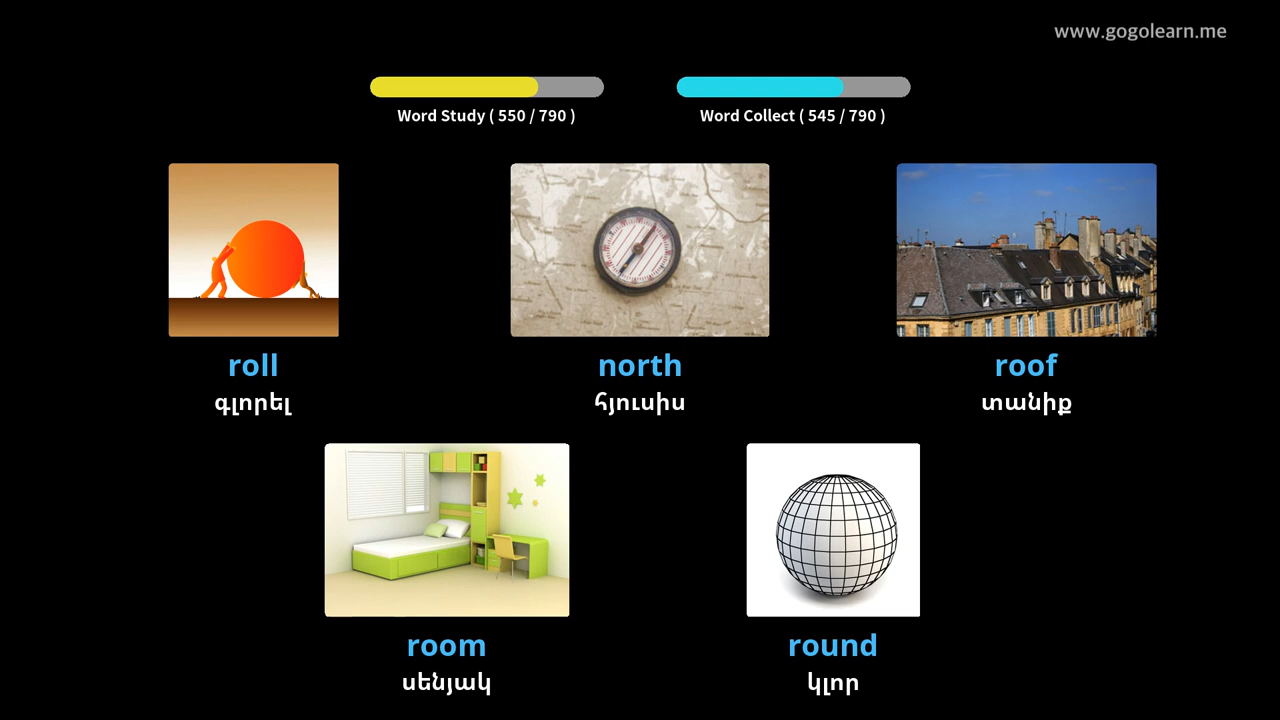 www.gogolearn.me
Word Study ( 550 / 790 )
Word Collect ( 545 / 790 )
roll
գլորել
north
հյուսիս
roof
տանիք
room
սենյակ
round
կլոր